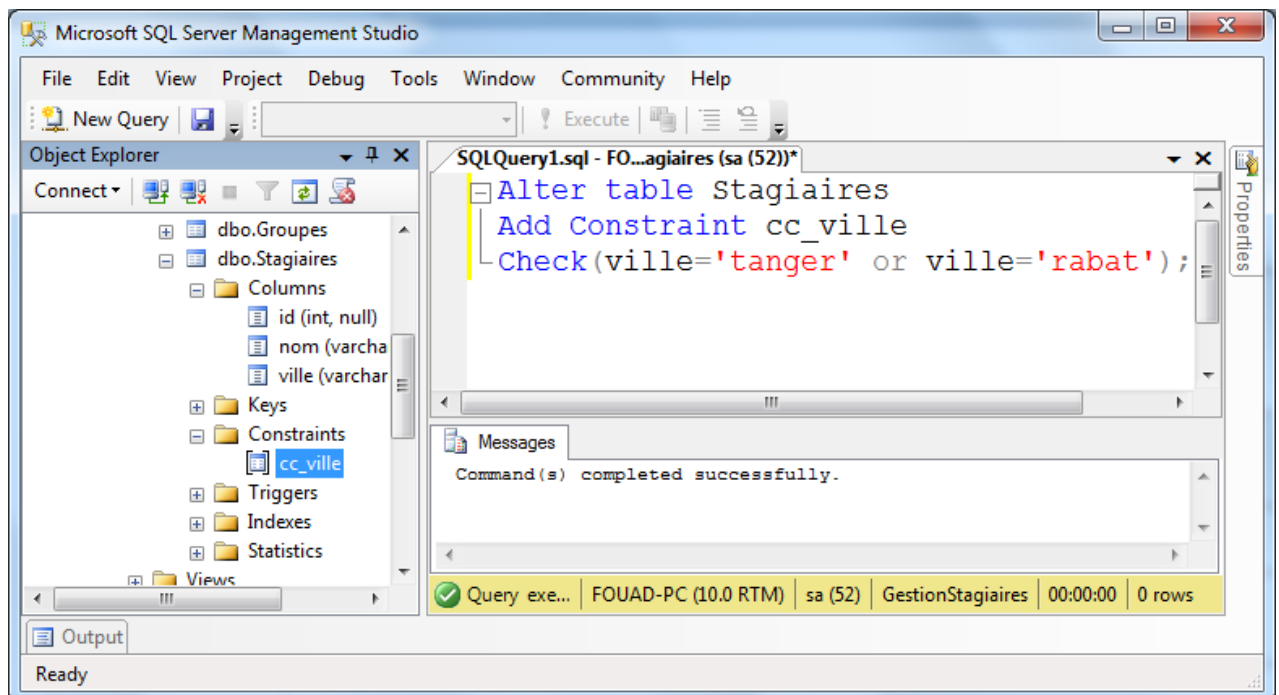 Microsoft SQL Server Management Studio
File Edit View Project Debug Tools Window Community Help
New Query Execute
Object Explorer
Connect
dbo.Groupes
dbo.Stagiaires
Columns
id (int, null)
nom (varcha
ville (varchar
Keys
Constraints
cc_ville
Triggers
Indexes
Statistics
Views
SQLQuery1.sql - FO...agiaires (sa (52))*
Alter table Stagiaires
Add Constraint cc_ville
Check(ville='tanger' or ville='rabat');
Messages
Command(s) completed successfully.
Query exe... FOUAD-PC (10.0 RTM) sa (52) GestionStagiaires 00:00:00 0 rows
Properties
Output
Ready